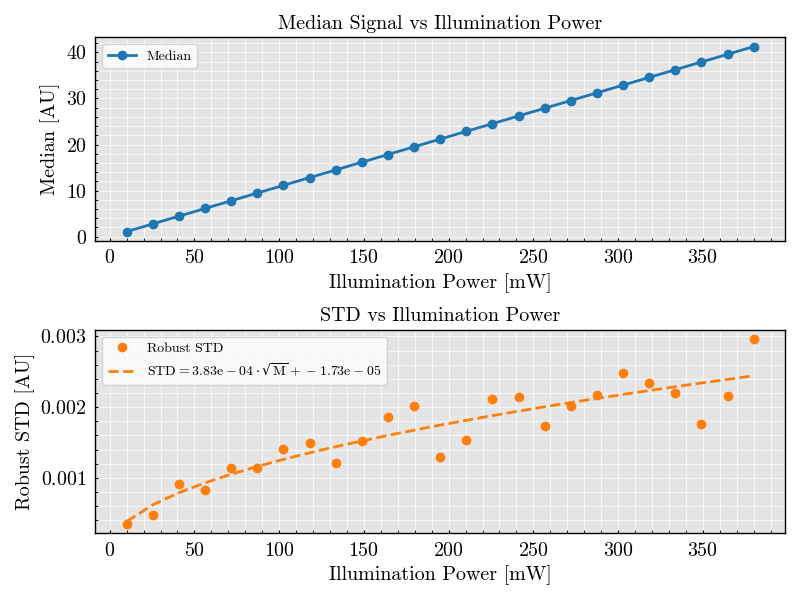 Median Signal vs Illumination Power
Median [AU]
40
30
20
10
0
Median
0 50 100 150 200 250 300 350
Illumination Power [mW]
STD vs Illumination Power
Robust STD [AU]
0.003
0.002
0.001
Robust STD
STD = 3.83e − 04 · √M + −1.73e − 05
0 50 100 150 200 250 300 350
Illumination Power [mW]